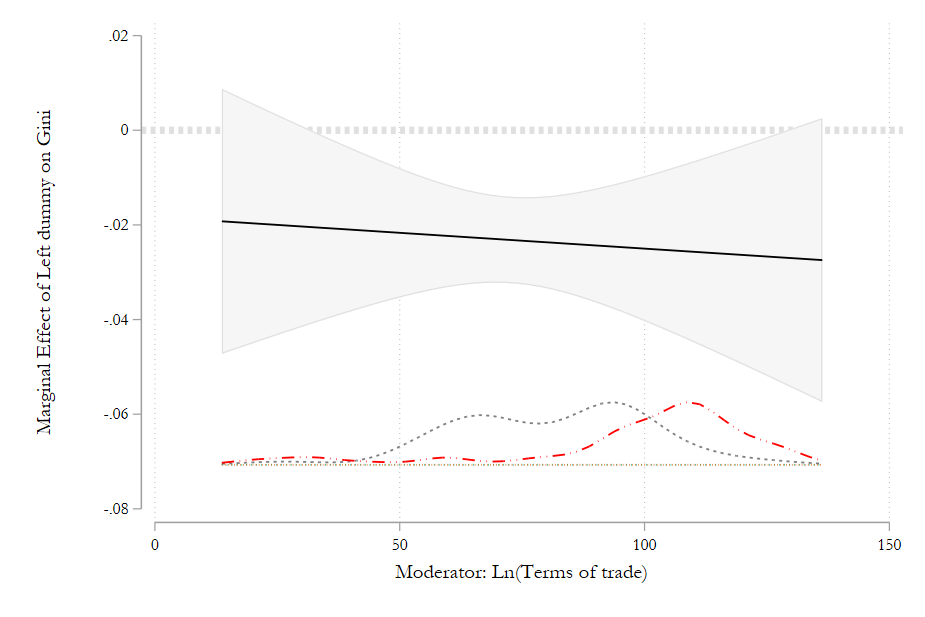 Marginal Effect of Left dummy on Gini
.02
0
-.02
-.04
-.06
-.08
0 50 100 150
Moderator: Ln(Terms of trade)